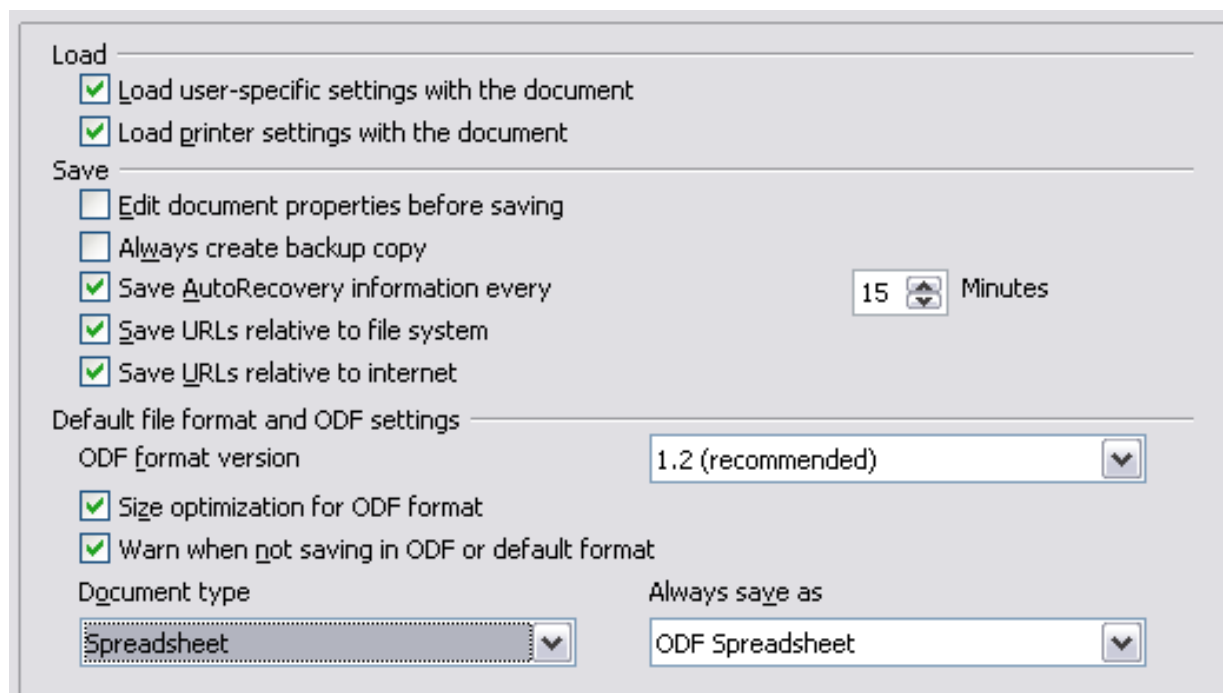 Load
Load user-specific settings with the document
Load printer settings with the document
Save
Edit document properties before saving
Always create backup copy
Save AutoRecovery information every 15 Minutes
Save URLs relative to file system
Save URLs relative to internet
Default file format and ODF settings
ODF format version 1.2 (recommended)
Size optimization for ODF format
Warn when not saving in ODF or default format
Document type Always save as
Spreadsheet ODF Spreadsheet